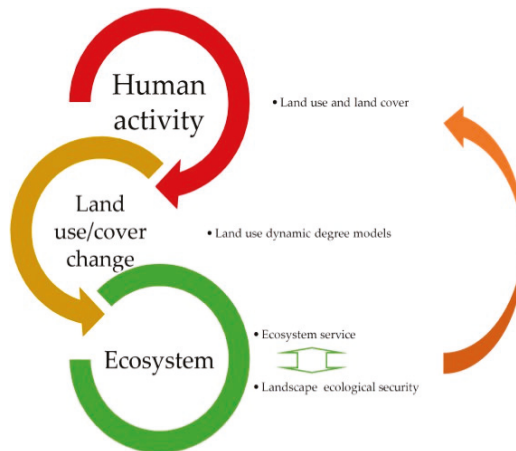 Human
activity
• Land use and land cover
Land
use/cover
change
• Land use dynamic degree models
Ecosystem
• Ecosystem service
• Landscape ecological security